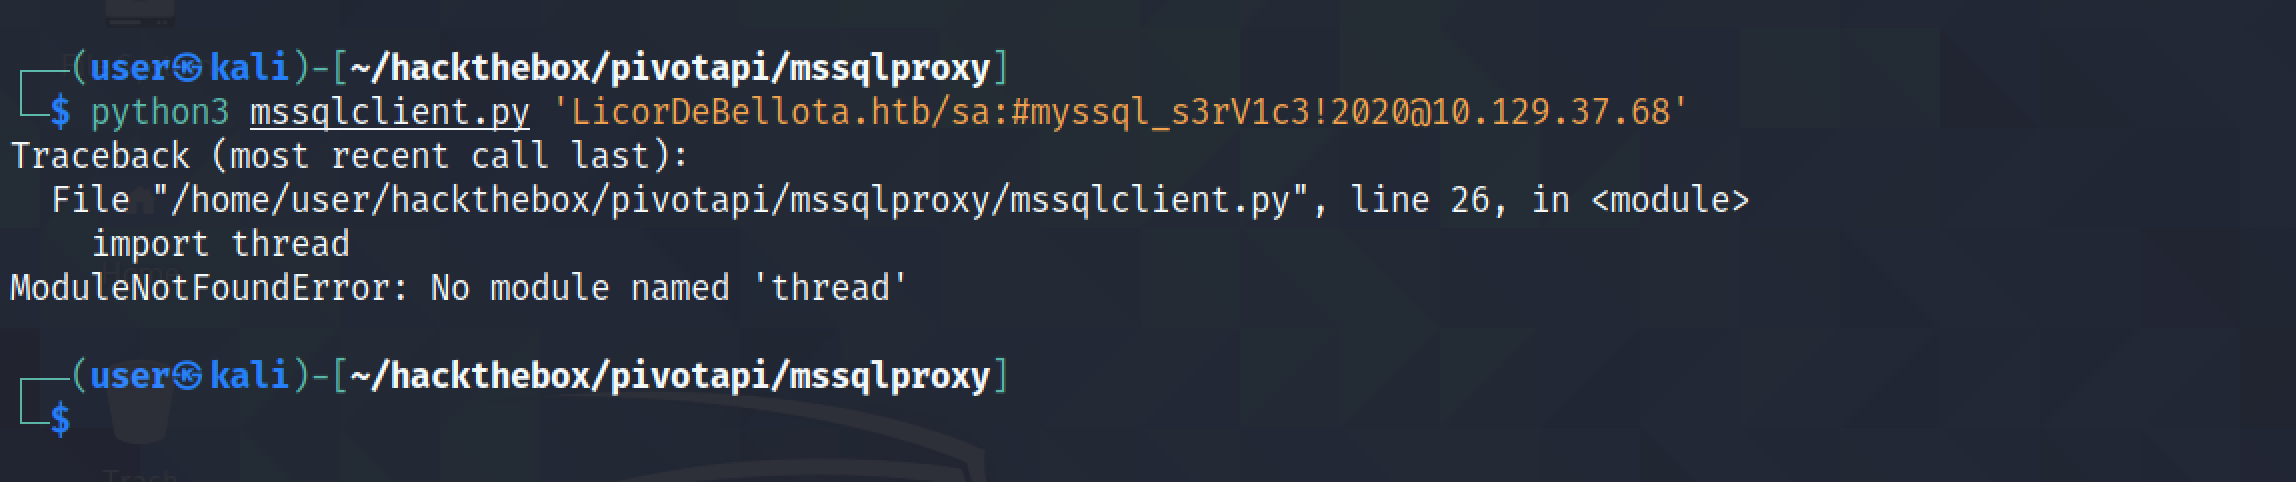 ┌──(user㉿kali)-[~/hackthebox/pivotapi/mssqlproxy]
└─$ python3 mssqlclient.py 'LicorDeBellota.htb/sa:#mssql_s3rV1c3!2020@10.129.37.68'
Traceback (most recent call last):
  File "/home/user/hackthebox/pivotapi/mssqlproxy/mssqlclient.py", line 26, in <module>
    import thread
ModuleNotFoundError: No module named 'thread'
┌──(user㉿kali)-[~/hackthebox/pivotapi/mssqlproxy]
└─$
Trash